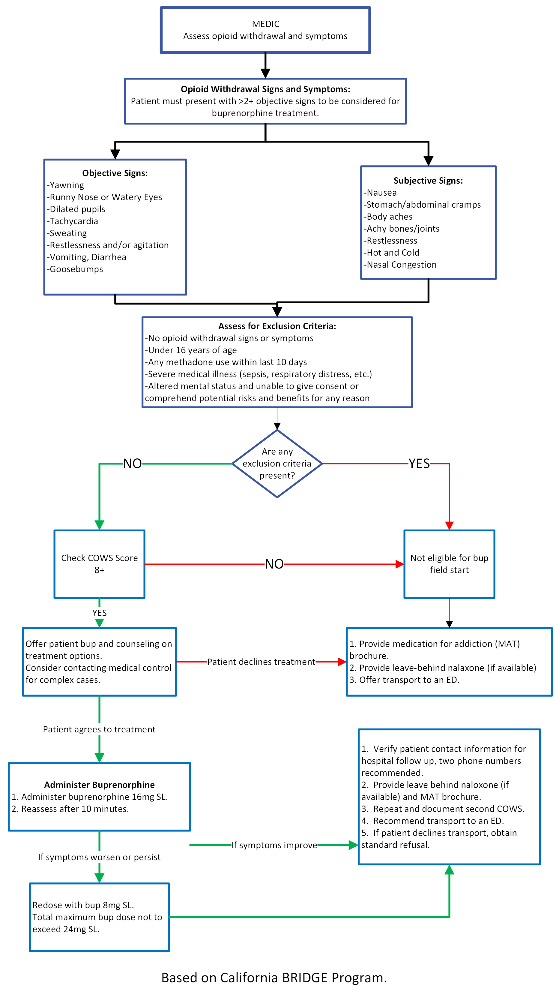 MEDIC
Assess opioid withdrawal and symptoms
Opioid Withdrawal Signs and Symptoms:
Patient must present with >2+ objective signs to be considered for
buprenorphine treatment.
Objective Signs:
-Yawning
-Runny Nose or Watery Eyes
-Dilated pupils
-Tachycardia
-Sweating
-Restlessness and/or agitation
-Vomiting, Diarrhea
-Goosebumps
Subjective Signs:
-Nausea
-Stomach/abdominal cramps
-Body aches
-Achy bones/joints
-Restlessness
-Hot and Cold
-Nasal Congestion
Assess for Exclusion Criteria:
-No opioid withdrawal signs or symptoms
-Under 16 years of age
-Any methadone use within last 10 days
-Severe medical illness (sepsis, respiratory distress, etc.)
-Altered mental status and unable to give consent or
comprehend potential risks and benefits for any reason
Are any
exclusion criteria
present?
NO
YES
Check COWS Score
8+
NO
Not eligible for bup
field start
YES
Offer patient bup and counseling on
treatment options.
Consider contacting medical control
for complex cases.
Patient declines treatment
1. Provide medication for addiction (MAT)
brochure.
2. Provide leave-behind nalaxone (if available)
3. Offer transport to an ED.
Patient agrees to treatment
Administer Buprenorphine
1. Administer buprenorphine 16mg SL.
2. Reassess after 10 minutes.
If symptoms improve
1. Verify patient contact information for
hospital follow up, two phone numbers
recommended.
2. Provide leave behind naloxone (if
available) and MAT brochure.
3. Repeat and document second COWS.
4. Recommend transport to an ED.
5. If patient declines transport, obtain
standard refusal.
If symptoms worsen or persist
Redose with bup 8mg SL.
Total maximum bup dose not to
exceed 24mg SL.
Based on California BRIDGE Program.